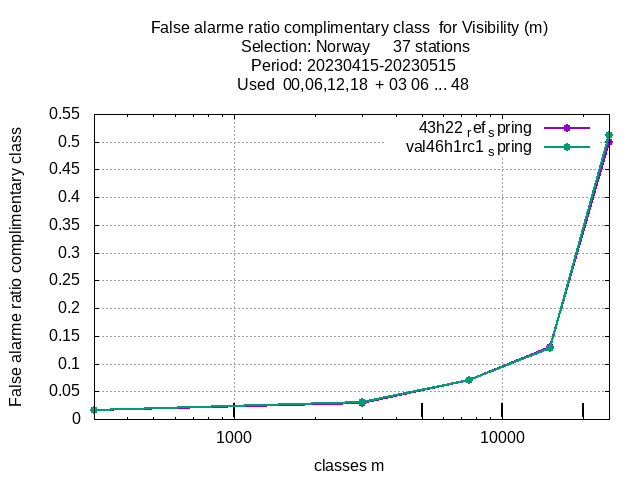 False alarme ratio complimentary class for Visibility (m)
Selection: Norway 37 stations
Period: 20230415-20230515
Used 00,06,12,18 + 03 06 ... 48
43h22 ref spring
val46h1rc1 spring
False alarme ratio complimentary class
0.55
0.5
0.45
0.4
0.35
0.3
0.25
0.2
0.15
0.1
0.05
0
1000 10000
classes m